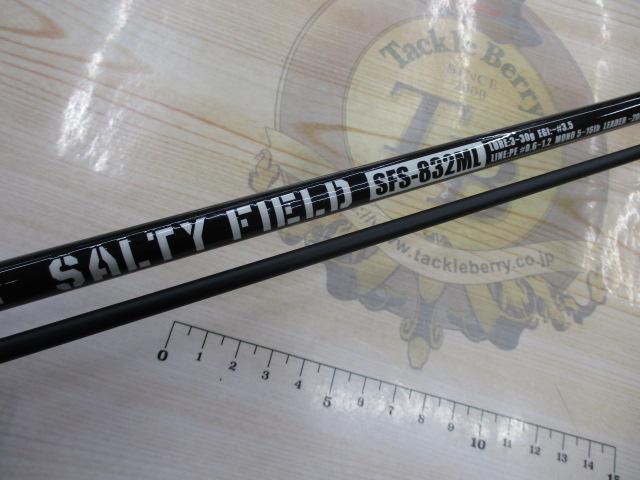 Tackle Berry
SINCE
2000
SALTY FIELD SFS-832ML
LURE:3-30g EGI:-#3.5
LINE:PE #0.6-1.2 MONO 5-16lb LEADER
www.tackleberry.co.jp
0 1 2 3 4 5 6 7 8 9 10 11 12 13 14 15